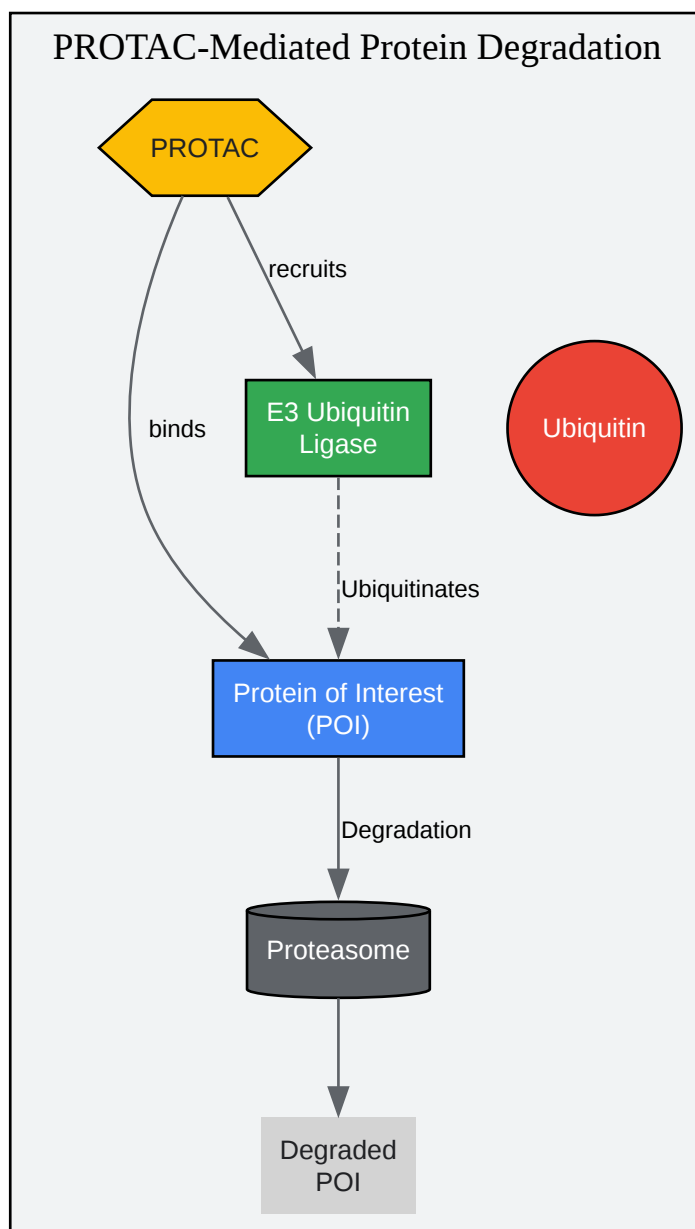 PROTAC-Mediated Protein Degradation
PROTAC
recruits
E3 Ubiquitin
Ligase
Ubiquitin
binds
Ubiquitinates
Protein of Interest
(POI)
Degradation
Proteasome
Degraded
POI